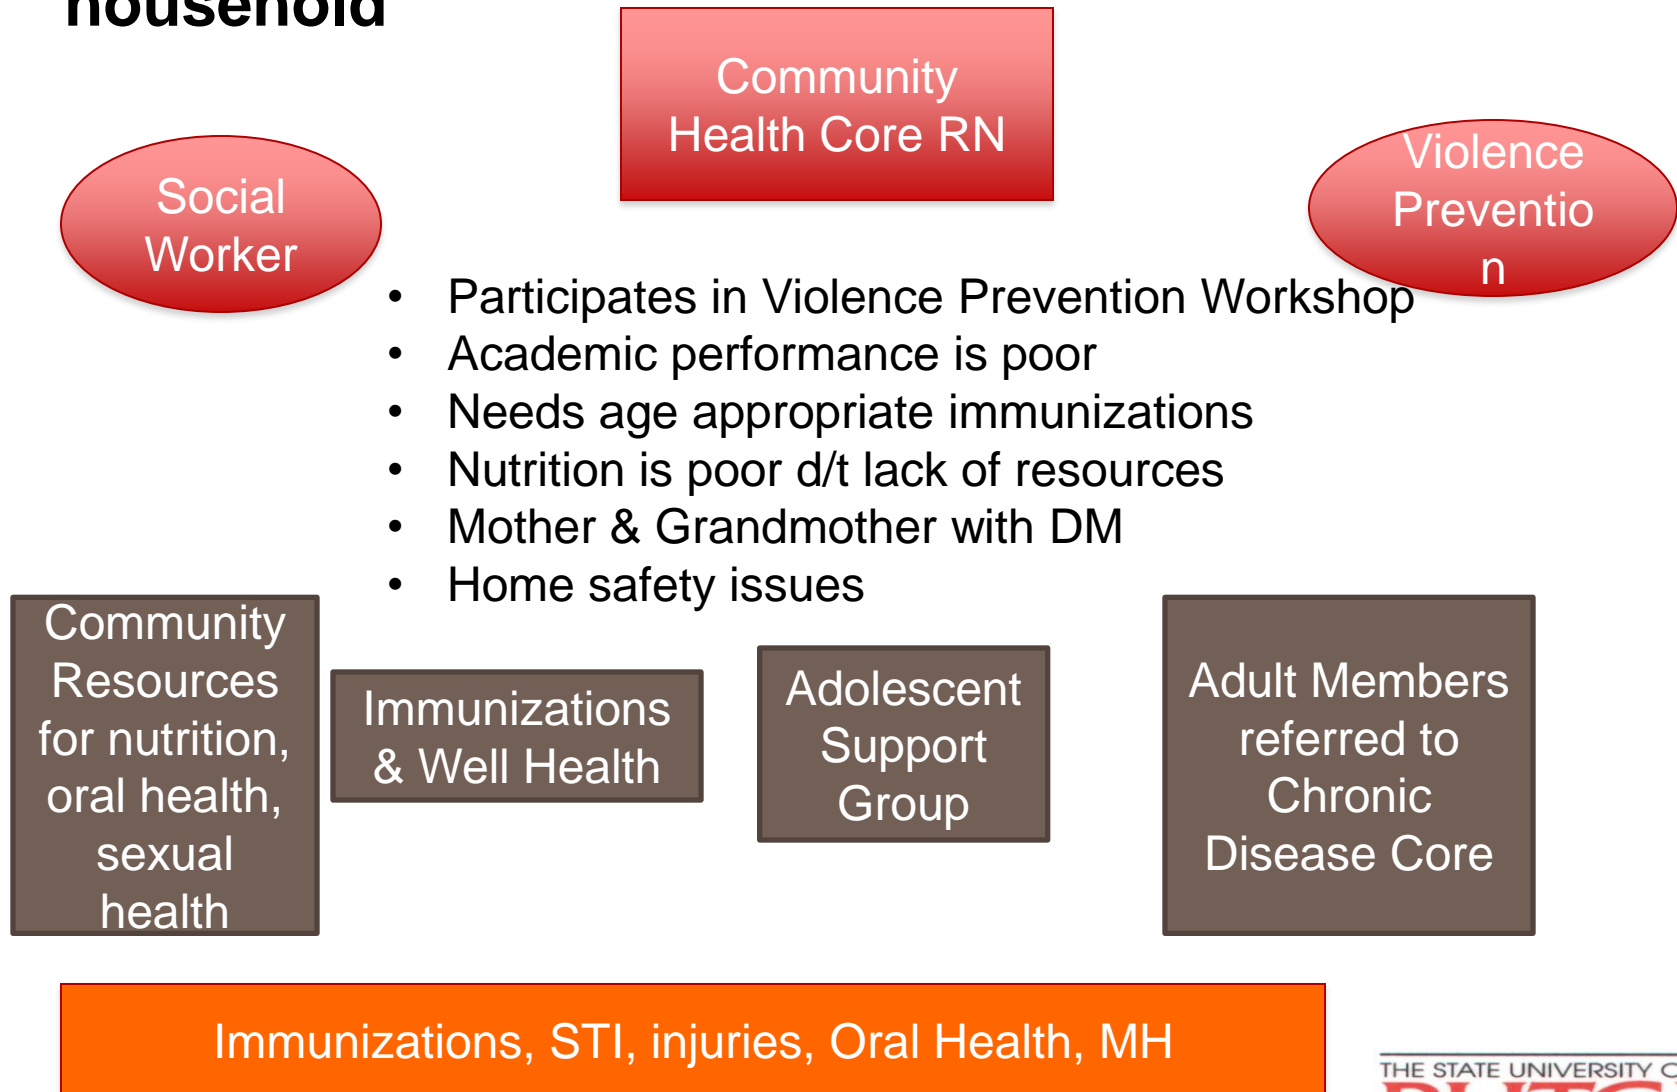 household
Community
Health Core RN
Social
Worker
Violence
Preventio
n
• Participates in Violence Prevention Workshop
• Academic performance is poor
• Needs age appropriate immunizations
• Nutrition is poor d/t lack of resources
• Mother & Grandmother with DM
• Home safety issues
Community
Resources
for nutrition,
oral health,
sexual
health
Immunizations
& Well Health
Adolescent
Support
Group
Adult Members
referred to
Chronic
Disease Core
Immunizations, STI, injuries, Oral Health, MH
THE STATE UNIVERSITY